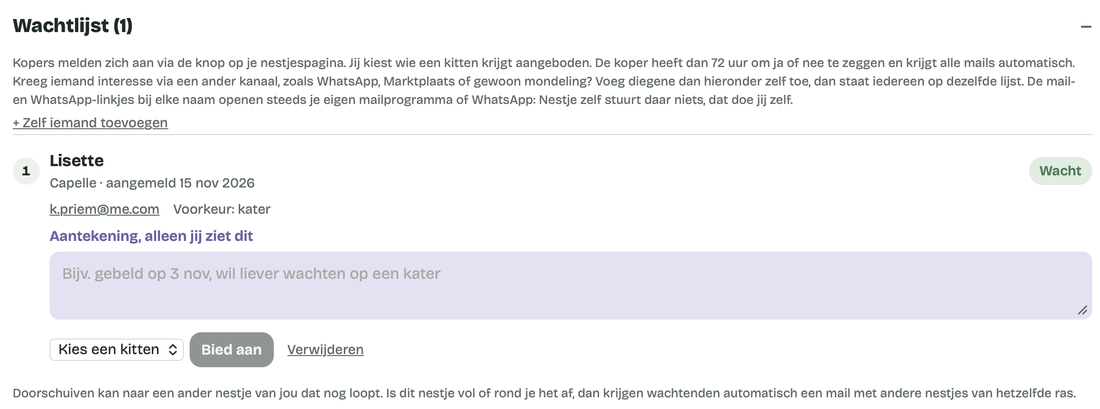 Wachtlijst (1)
Kopers melden zich aan via de knop op je nestjespagina. Jij kiest wie een kitten krijgt aangeboden. De koper heeft dan 72 uur om ja of nee te zeggen en krijgt alle mails automatisch.
Kreeg iemand interesse via een ander kanaal, zoals WhatsApp, Marktplaats of gewoon mondeling? Voeg diegene dan hieronder zelf toe, dan staat iedereen op dezelfde lijst. De mail-
en WhatsApp-linkjes bij elke naam openen steeds je eigen mailprogramma of WhatsApp: Nestje zelf stuurt daar niets, dat doe jij zelf.
+ Zelf iemand toevoegen
1
Lisette
Wacht
Capelle · aangemeld 15 nov 2026
k.priem@me.com Voorkeur: kater
Aantekening, alleen jij ziet dit
Bijv. gebeld op 3 nov, wil liever wachten op een kater
Kies een kitten Bied aan Verwijderen
Doorschuiven kan naar een ander nestje van jou dat nog loopt. Is dit nestje vol of rond je het af, dan krijgen wachtenden automatisch een mail met andere nestjes van hetzelfde ras.